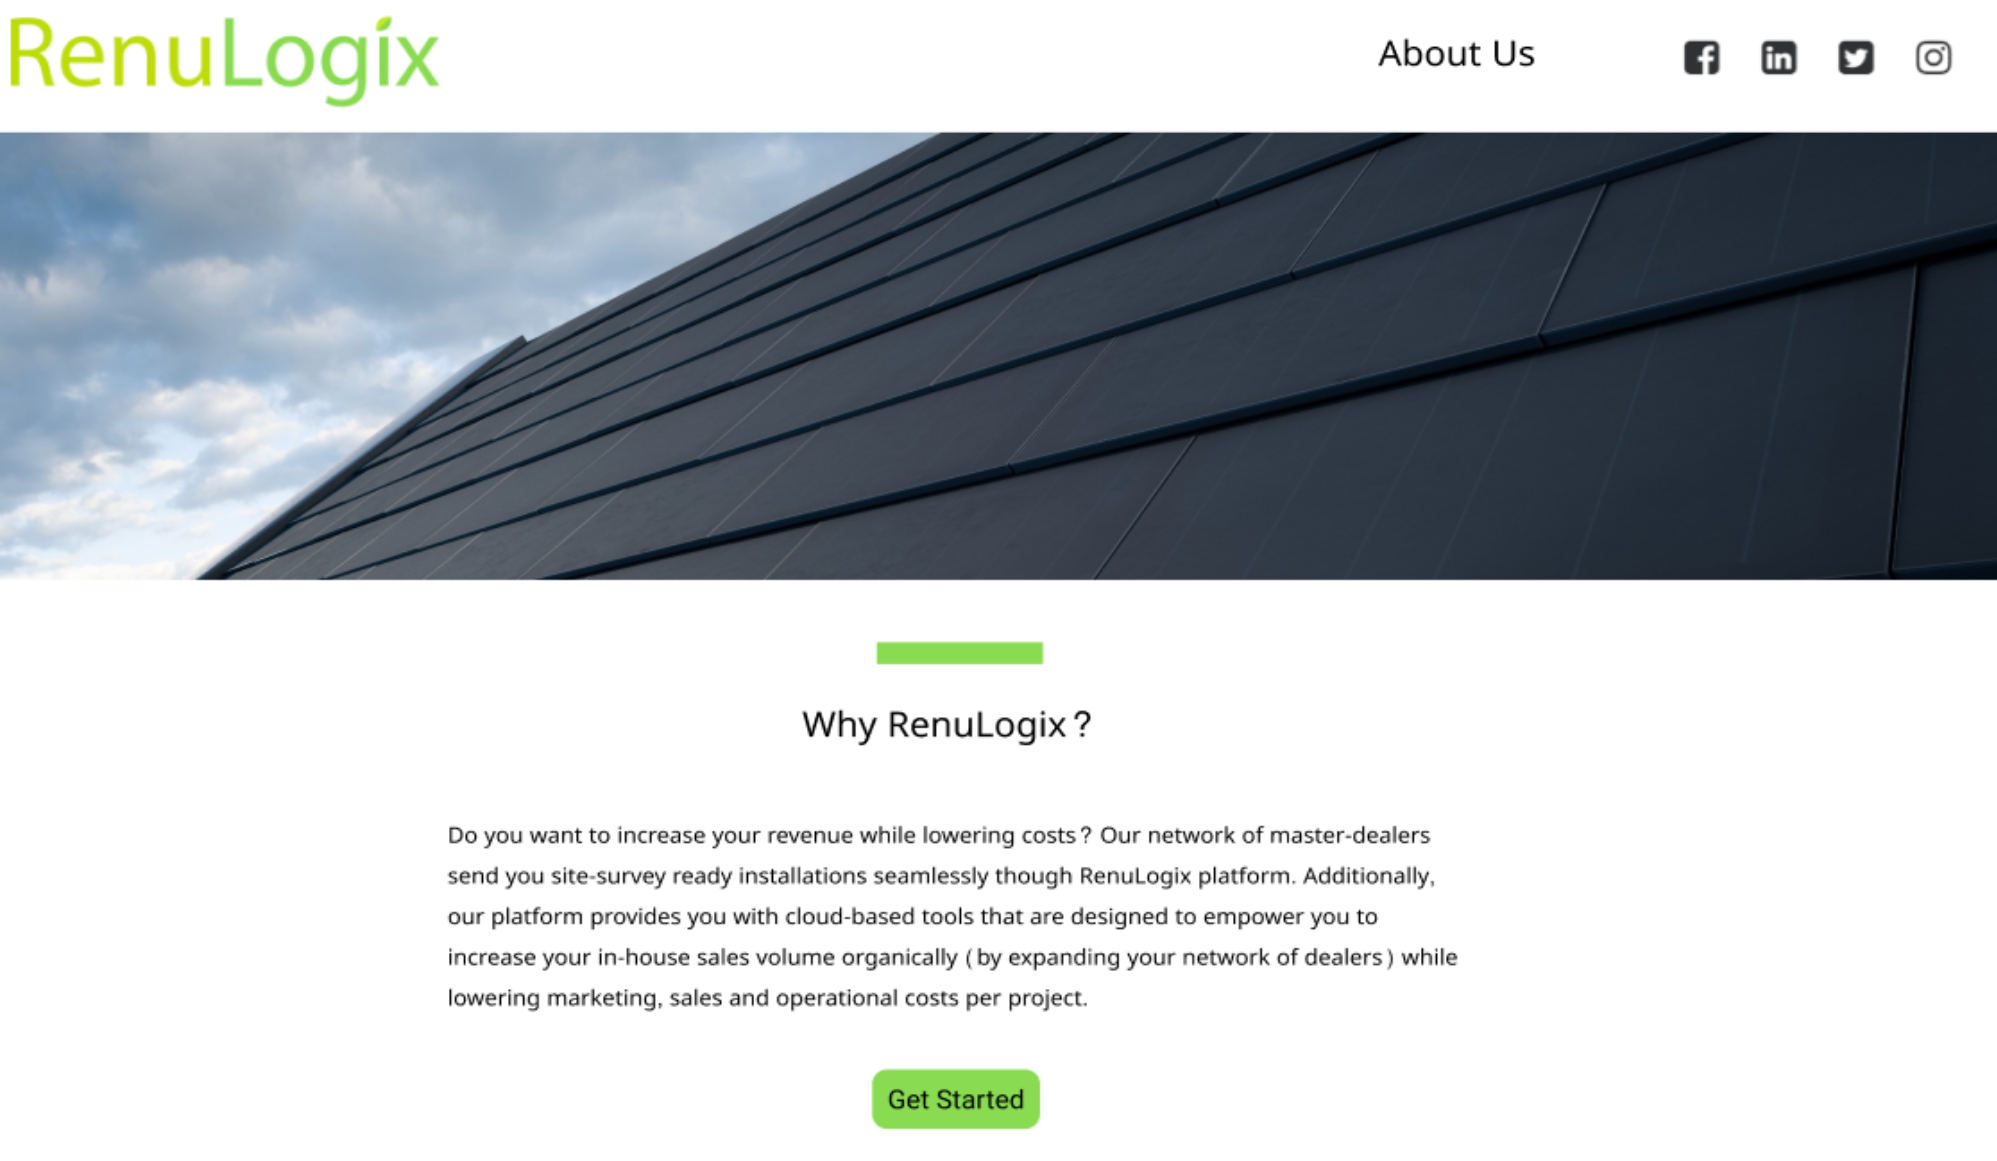 RenuLogix
About Us
Why RenuLogix?
Do you want to increase your revenue while lowering costs? Our network of master-dealers
send you site-survey ready installations seamlessly though RenuLogix platform. Additionally,
our platform provides you with cloud-based tools that are designed to empower you to
increase your in-house sales volume organically (by expanding your network of dealers) while
lowering marketing, sales and operational costs per project.
Get Started